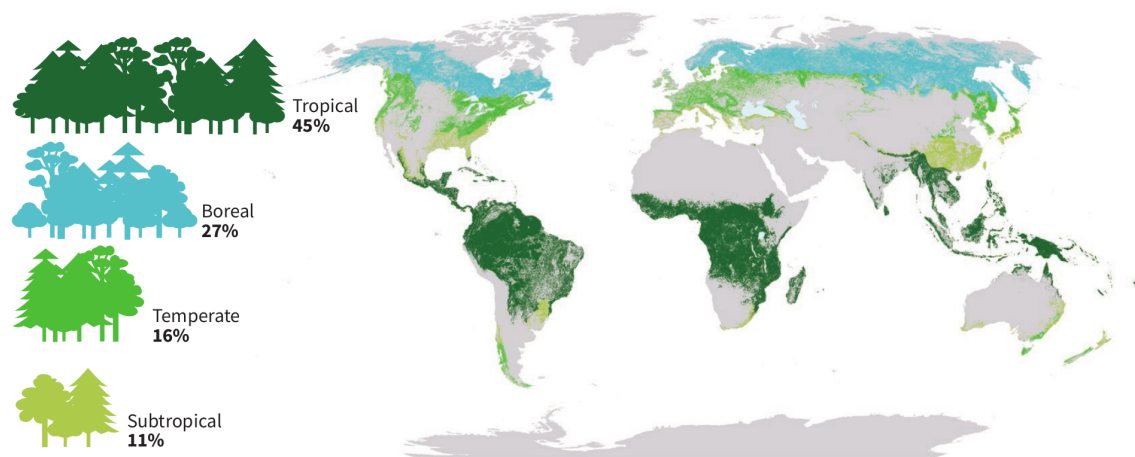 Tropical
45%
Boreal
27%
Temperate
16%
Subtropical
11%